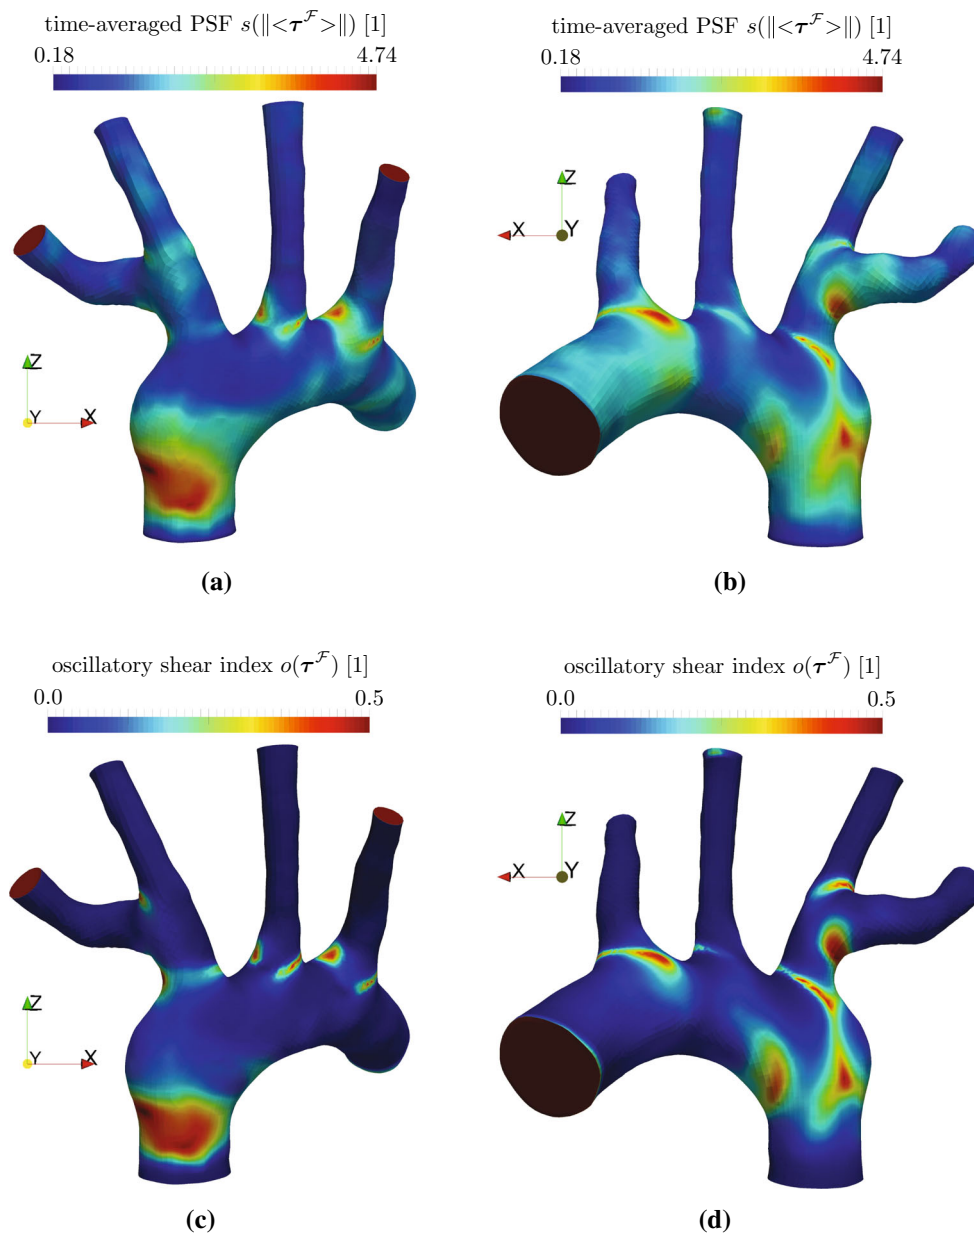 time-averaged PSF s(‖<τ^F>‖) [1]
0.18 4.74
Z
Y X
(a)
time-averaged PSF s(‖<τ^F>‖) [1]
0.18 4.74
Z
X Y
(b)
oscillatory shear index o(τ^F) [1]
0.0 0.5
Z
Y X
(c)
oscillatory shear index o(τ^F) [1]
0.0 0.5
Z
X Y
(d)